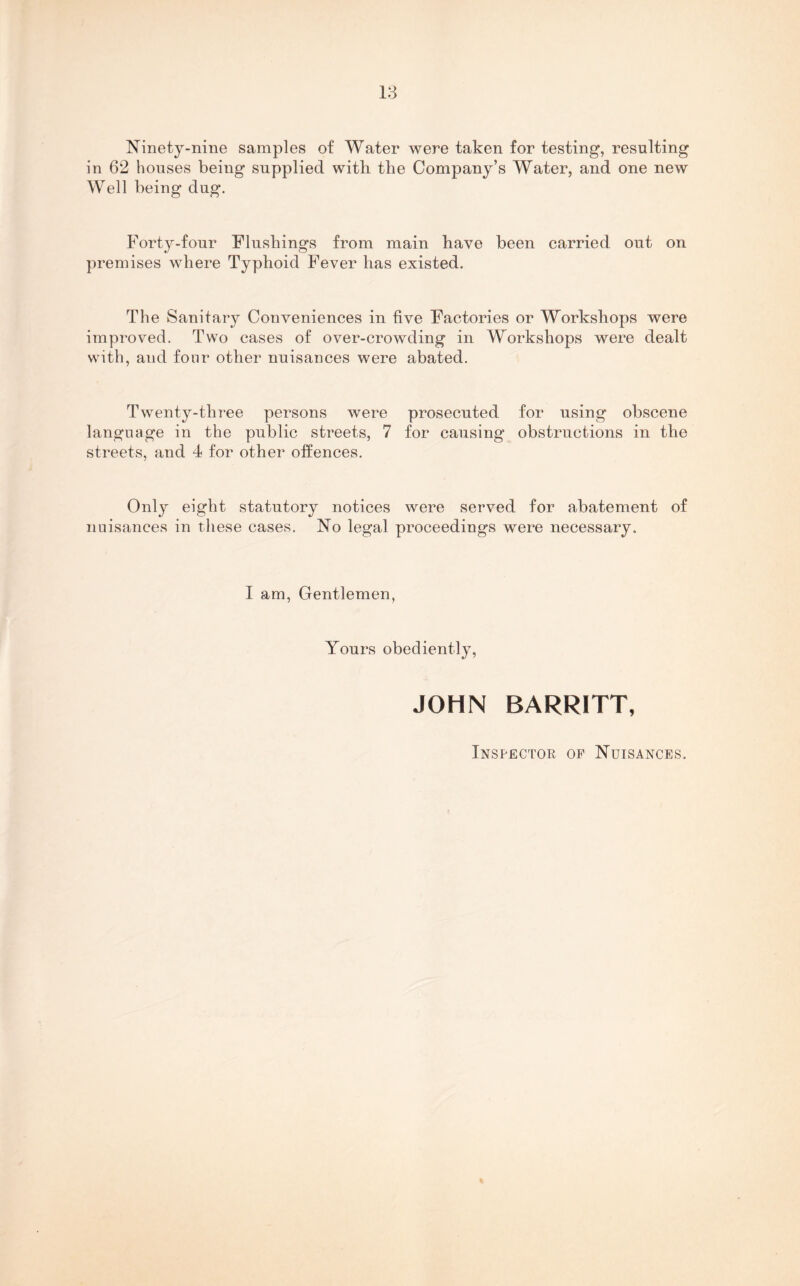 13
Ninety-nine samples of Water were taken for testing, resulting
in 62 houses being supplied with the Company's Water, and one new
Well being dug.
Forty-four Flushings from main have been carried out on
premises where Typhoid Fever has existed.
The Sanitary Conveniences in five Factories or Workshops were
improved. Two cases of over-crowding in Workshops were dealt
with, and four other nuisances were abated.
Twenty-three persons were prosecuted for using obscene
language in the public streets, 7 for causing obstructions in the
streets, and 4 for other offences.
Only eight statutory notices were served for abatement of
nuisances in these cases. No legal proceedings were necessary.
I am, Gentlemen,
Yours obediently,
JOHN BARRITT,
Inspector of Nuisances.